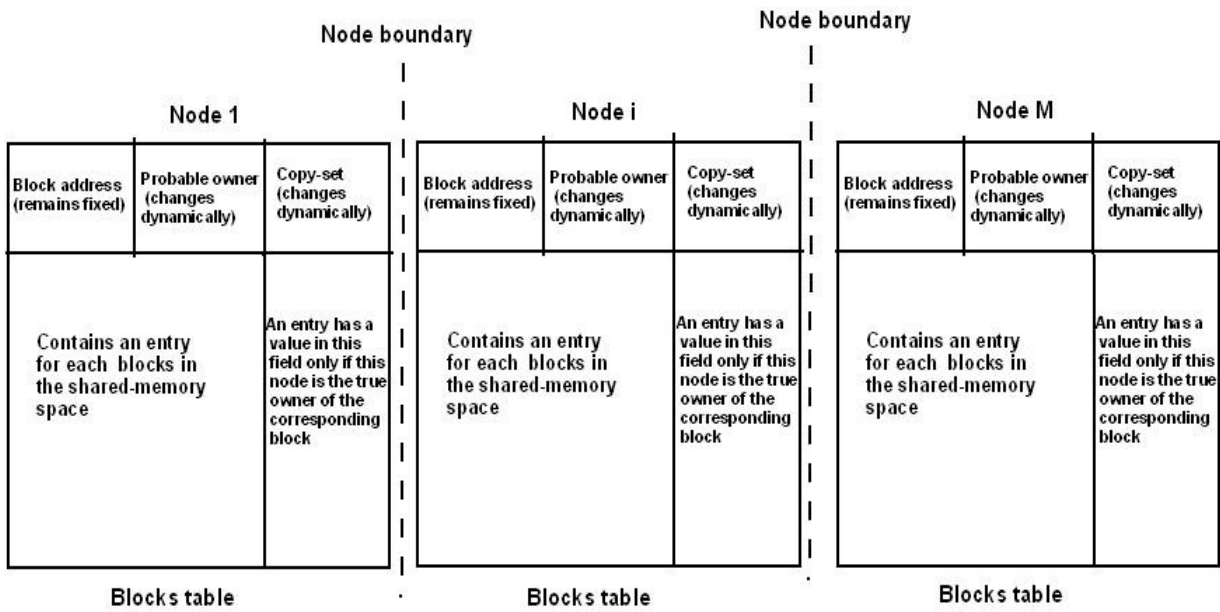 Node boundary
Node boundary
Node 1
Node i
Node M
Block address
(remains fixed)
Probable owner
(changes
dynamically)
Copy-set
(changes
dynamically)
Block address
(remains fixed)
Probable owner
(changes
dynamically)
Copy-set
(changes
dynamically)
Block address
(remains fixed)
Probable owner
(changes
dynamically)
Copy-set
(changes
dynamically)
Contains an entry
for each blocks in
the shared-memory
space
An entry has a
value in this
field only if this
node is the true
owner of the
corresponding
block
Contains an entry
for each blocks in
the shared-memory
space
An entry has a
value in this
field only if this
node is the true
owner of the
corresponding
block
Contains an entry
for each blocks in
the shared-memory
space
An entry has a
value in this
field only if this
node is the true
owner of the
corresponding
block
Blocks table
Blocks table
Blocks table